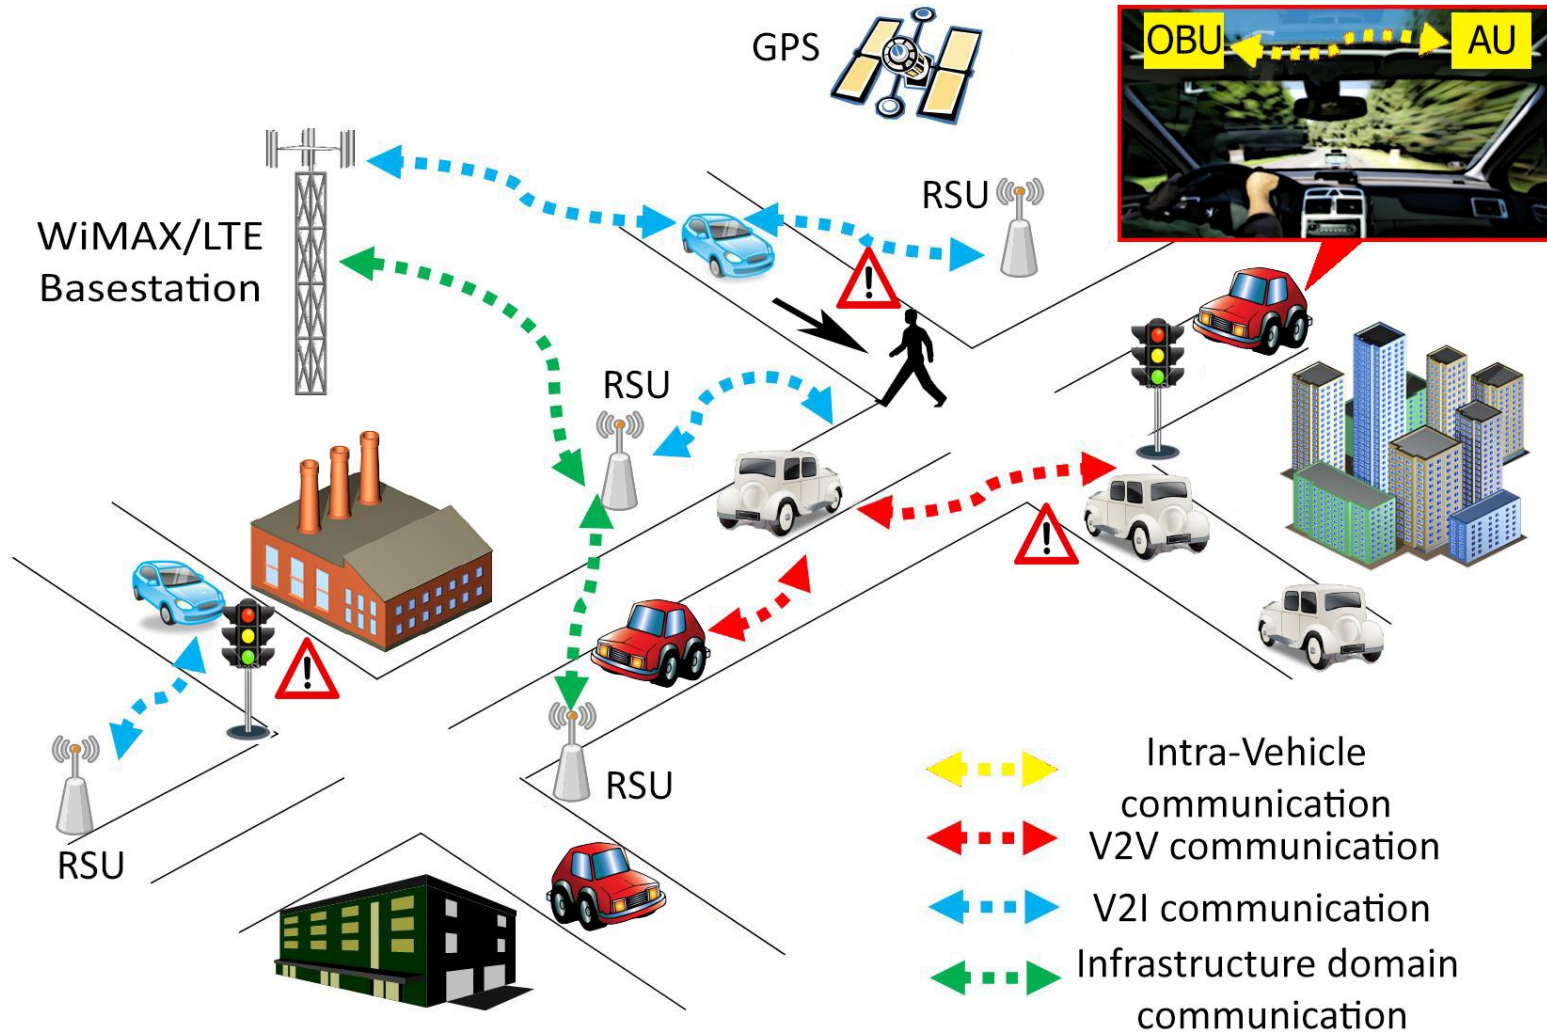 GPS
OBU
AU
RSU
WiMAX/LTE
Basestation
RSU
RSU
RSU
Intra-Vehicle
communication
V2V communication
V2I communication
Infrastructure domain
communication